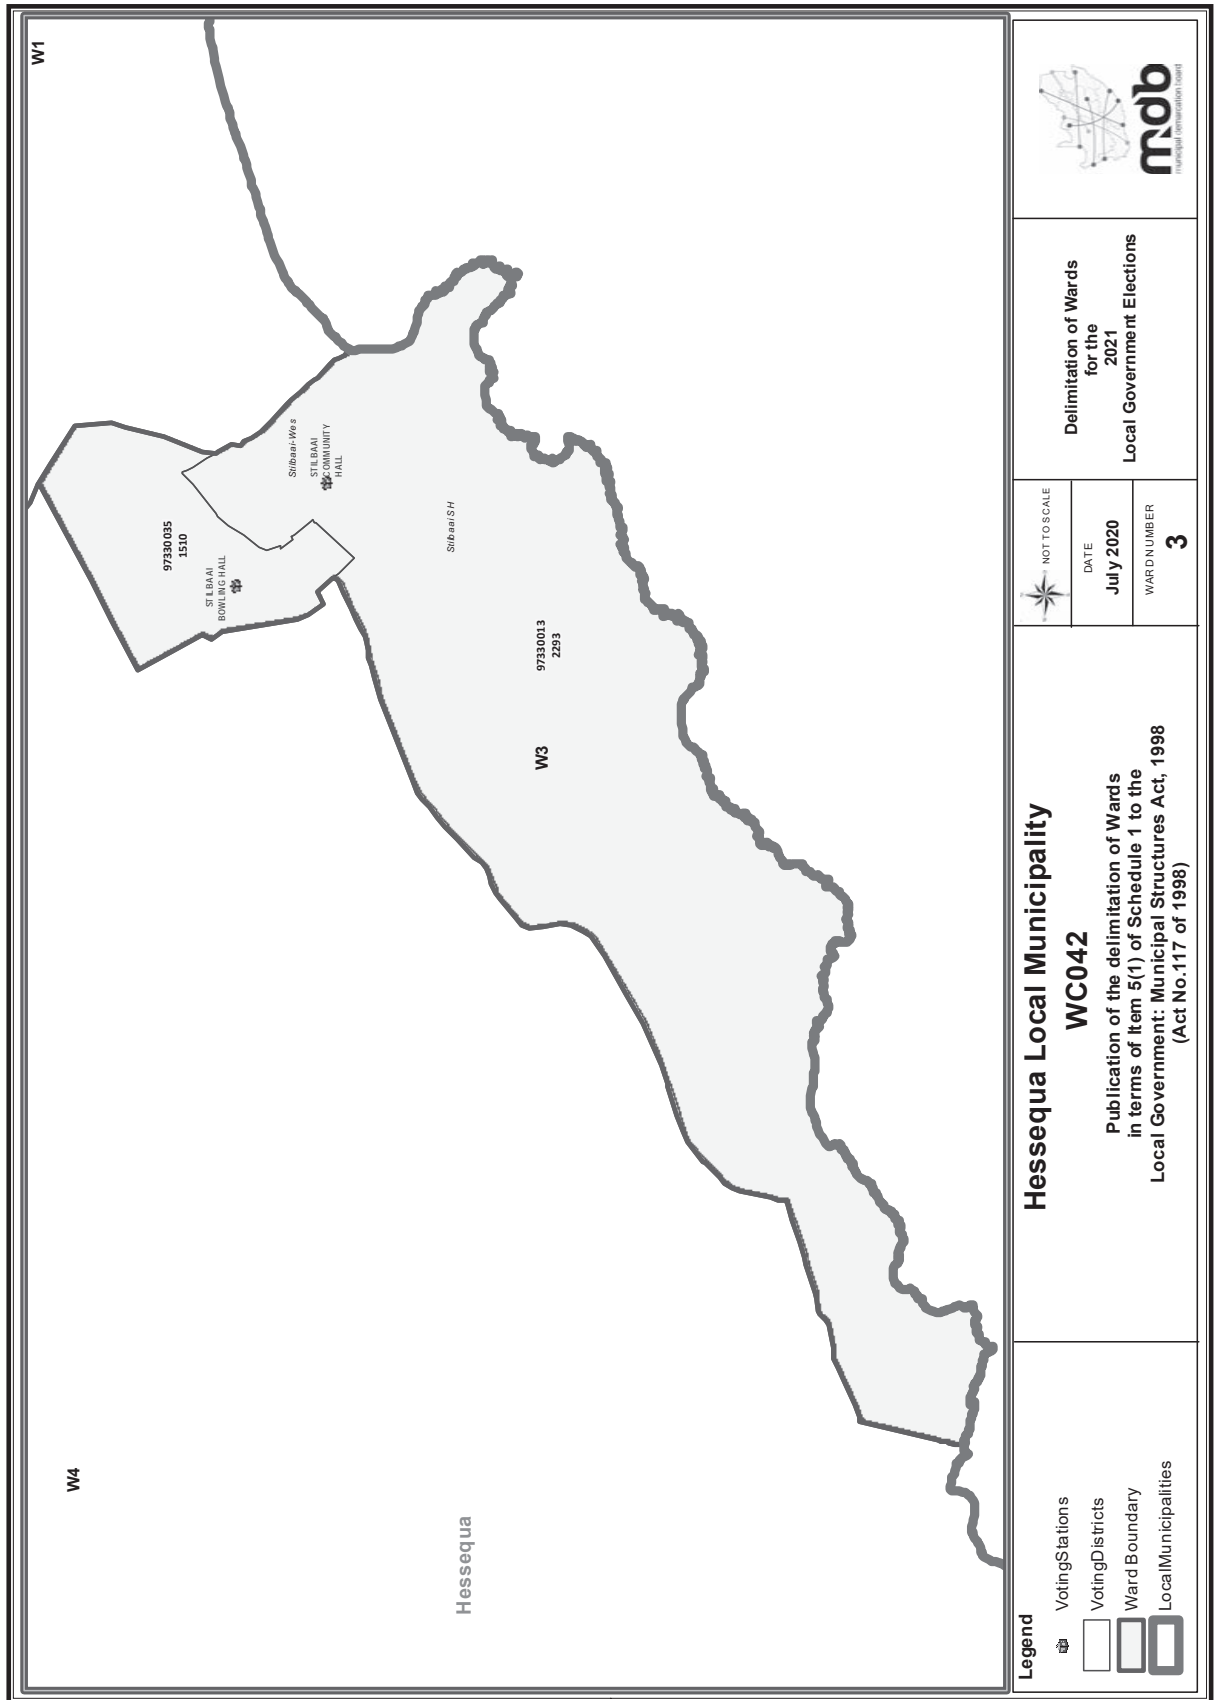 W1
W4
Hessequa
97330035
1510
STILBAAI
BOWLING HALL
Stilbaai-Wes
STILBAAI
COMMUNITY
HALL
Stilbaai SH
97330013
2293
W3
Legend
VotingStations
VotingDistricts
Ward Boundary
LocalMunicipalities
Hessequa Local Municipality
WC042
Publication of the delimitation of Wards
in terms of Item 5(1) of Schedule 1 to the
Local Government: Municipal Structures Act, 1998
(Act No.117 of 1998)
NOT TO SCALE
DATE
July 2020
WARD NUMBER
3
Delimitation of Wards
for the
2021
Local Government Elections
mdb
municipal demarcation board